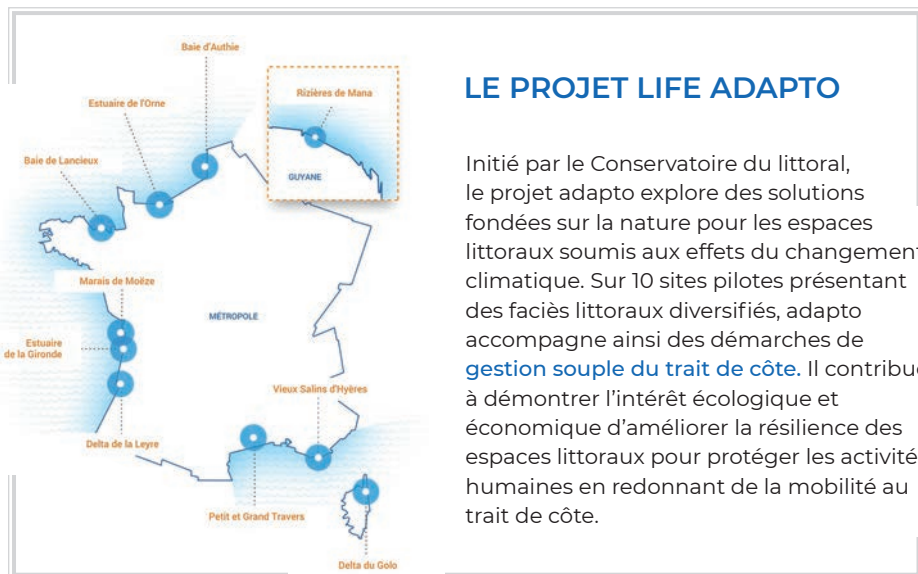 Baie d'Authie
Estuaire de l'Orne
Baie de Lancieux
Rizières de Mana
GUYANE
Marais de Moëze
MÉTROPOLE
Estuaire
de la Gironde
Vieux Salins d'Hyères
Delta de la Leyre
Petit et Grand Travers
Delta du Golo
LE PROJET LIFE ADAPTO
Initié par le Conservatoire du littoral,
le projet adapto explore des solutions
fondées sur la nature pour les espaces
littoraux soumis aux effets du changement
climatique. Sur 10 sites pilotes présentant
des faciès littoraux diversifiés, adapto
accompagne ainsi des démarches de
gestion souple du trait de côte. Il contribue
à démontrer l'intérêt écologique et
économique d'améliorer la résilience des
espaces littoraux pour protéger les activité
humaines en redonnant de la mobilité au
trait de côte.